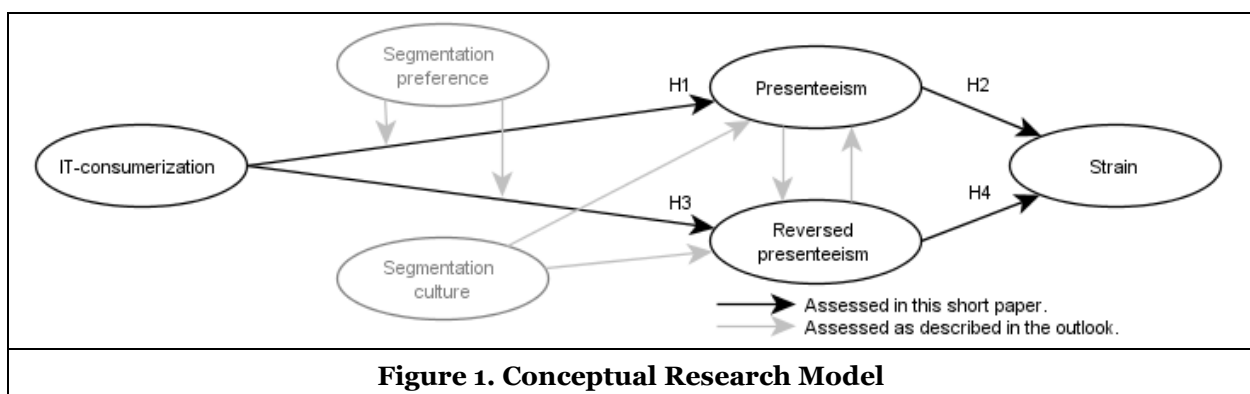 Segmentation
preference
H1
Presenteeism
H2
IT-consumerization
Strain
H3
H4
Reversed
presenteeism
Segmentation
culture
Assessed in this short paper.
Assessed as described in the outlook.
Figure 1. Conceptual Research Model